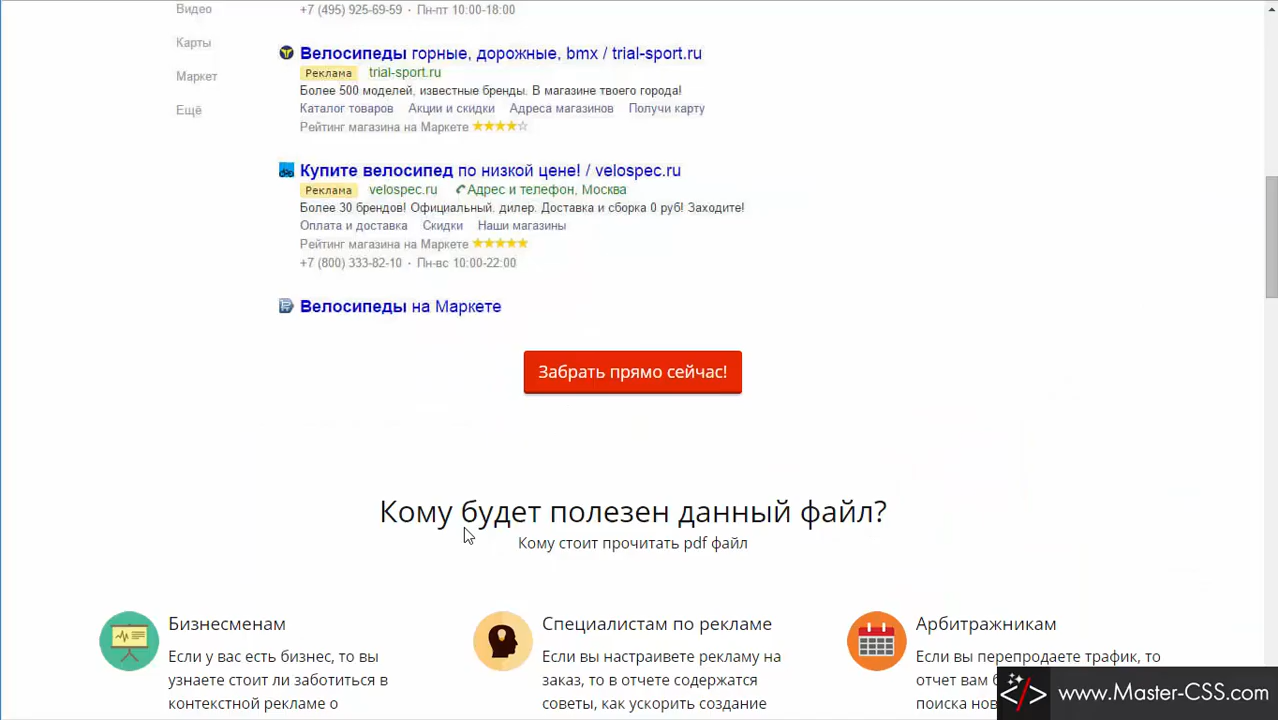 Видео
+7 (495) 925-69-59 · Пн-пт 10:00-18:00
Карты
Велосипеды горные, дорожные, bmx / trial-sport.ru
Маркет
Реклама trial-sport.ru
Более 500 моделей, известные бренды. В магазине твоего города!
Ещё
Каталог товаров Акции и скидки Адреса магазинов Получи карту
Рейтинг магазина на Маркете ★★★★☆
Купите велосипед по низкой цене! / velospec.ru
Реклама velospec.ru Адрес и телефон, Москва
Более 30 брендов! Официальный. дилер. Доставка и сборка 0 руб! Заходите!
Оплата и доставка Скидки Наши магазины
Рейтинг магазина на Маркете ★★★★★
+7 (800) 333-82-10 · Пн-вс 10:00-22:00
Велосипеды на Маркете
Забрать прямо сейчас!
Кому будет полезен данный файл?
Кому стоит прочитать pdf файл
Бизнесменам
Если у вас есть бизнес, то вы
узнаете стоит ли заботиться в
контекстной рекламе о
Специалистам по рекламе
Если вы настраиваете рекламу на
заказ, то в отчете содержатся
советы, как ускорить создание
Арбитражникам
Если вы перепродаете трафик, то
отчет вам
поиска
www.Master-CSS.com